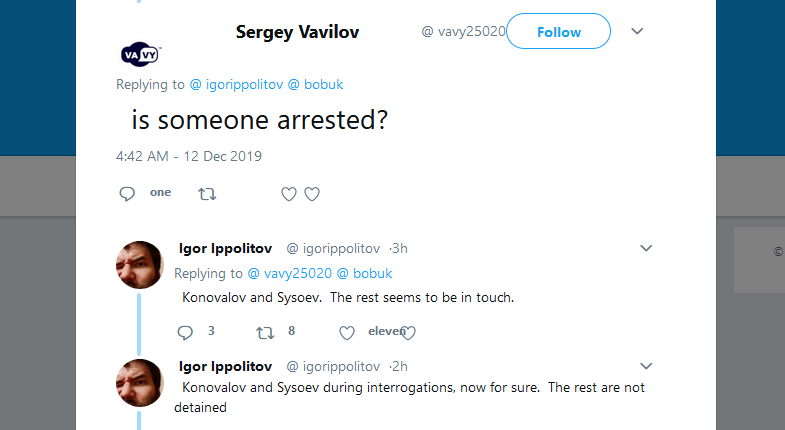 Sergey Vavilov @ vavy25020 Follow
VA VY
Replying to @ igorippolitov @ bobuk
is someone arrested?
4:42 AM - 12 Dec 2019
one
Igor Ippolitov @ igorippolitov ·3h
Replying to @ vavy25020 @ bobuk
Konovalov and Sysoev. The rest seems to be in touch.
3 8 eleven
Igor Ippolitov @ igorippolitov ·2h
Konovalov and Sysoev during interrogations, now for sure. The rest are not
detained
©